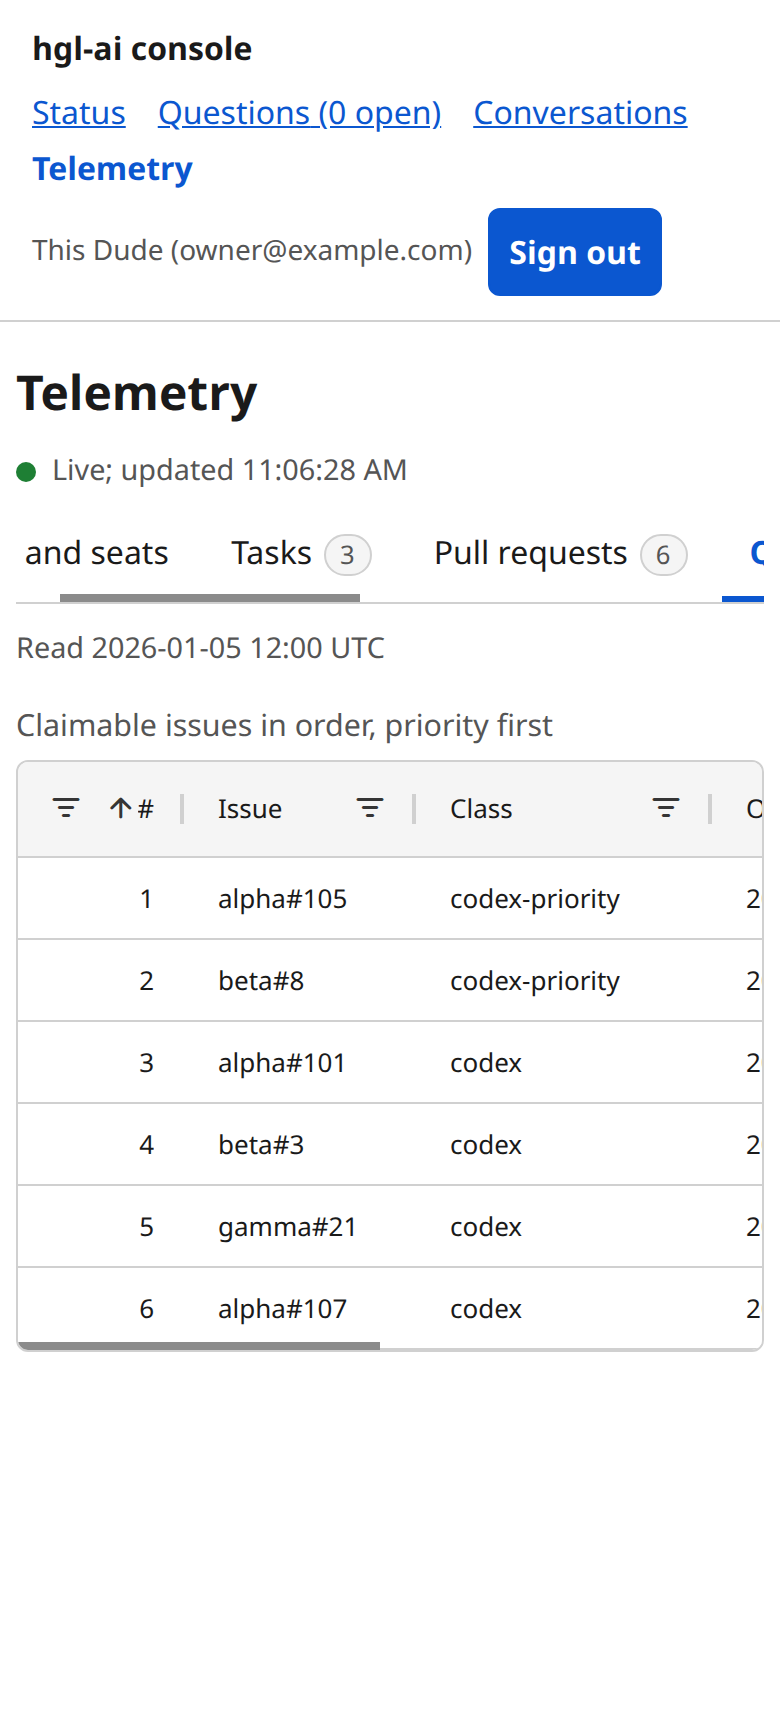 hgl-ai console
Status Questions (0 open) Conversations
Telemetry
This Dude (owner@example.com) Sign out
Telemetry
Live; updated 11:06:28 AM
and seats Tasks 3 Pull requests 6
Read 2026-01-05 12:00 UTC
Claimable issues in order, priority first
# Issue Class
1 alpha#105 codex-priority 2
2 beta#8 codex-priority 2
3 alpha#101 codex 2
4 beta#3 codex 2
5 gamma#21 codex 2
6 alpha#107 codex 2